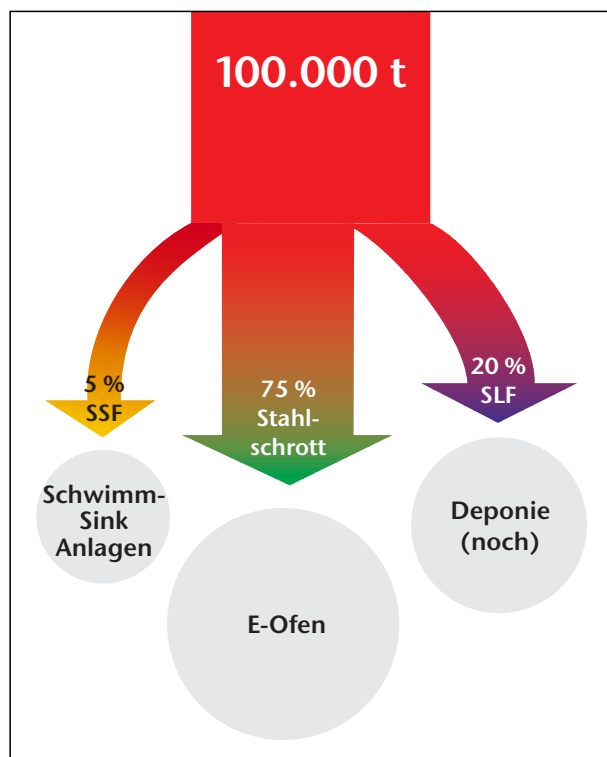 100.000 t
5 %
SSF
75 %
Stahl-
schrott
20 %
SLF
Schwimm-
Sink
Anlagen
E-Ofen
Deponie
(noch)